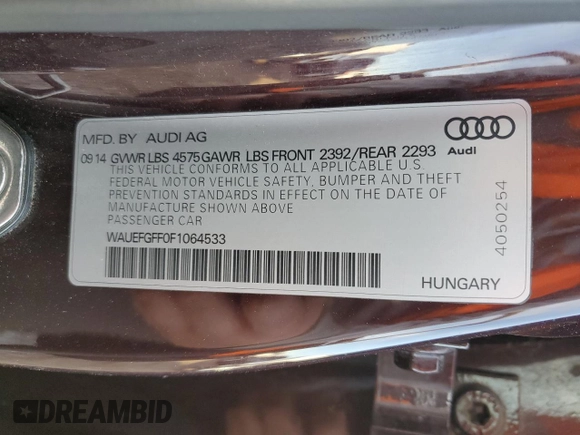 MFD. BY AUDI AG
09 14 GVWR LBS 4575 GAWR LBS FRONT 2392/REAR 2293
Audi
THIS VEHICLE CONFORMS TO ALL APPLICABLE U.S.
FEDERAL MOTOR VEHICLE SAFETY, BUMPER AND THEFT
PREVENTION STANDARDS IN EFFECT ON THE DATE OF
MANUFACTURE SHOWN ABOVE
PASSENGER CAR
WAUEFGFF0F1064533
4050254
HUNGARY
DREAMBID